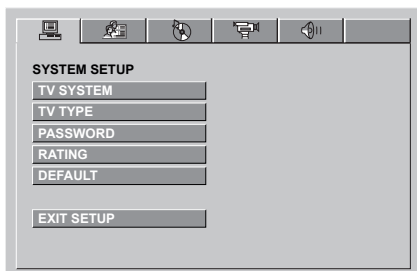 SYSTEM SETUP
TV SYSTEM
TV TYPE
PASSWORD
RATING
DEFAULT
EXIT SETUP